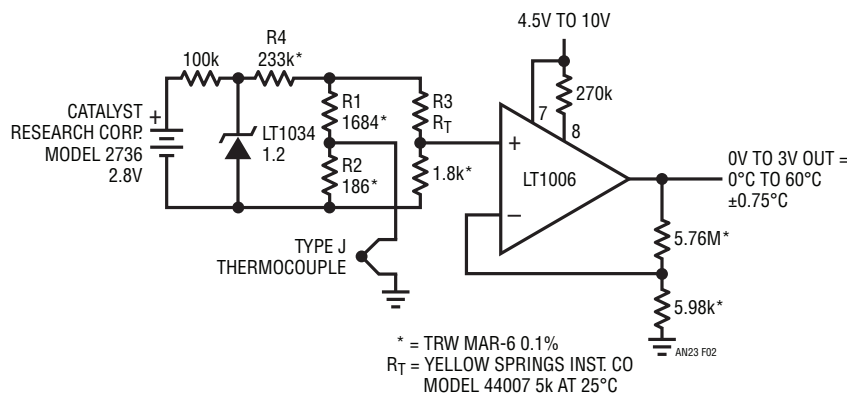 4.5V TO 10V
R4
233k*
100k
270k
7
8
CATALYST
RESEARCH CORP.
MODEL 2736
2.8V
+
LT1034
1.2
R1
1684*
R2
186*
R3
RT
1.8k*
+
LT1006
–
0V TO 3V OUT =
0°C TO 60°C
±0.75°C
5.76M*
5.98k*
TYPE J
THERMOCOUPLE
* = TRW MAR-6 0.1%
RT = YELLOW SPRINGS INST. CO
MODEL 44007 5k AT 25°C
AN23 F02